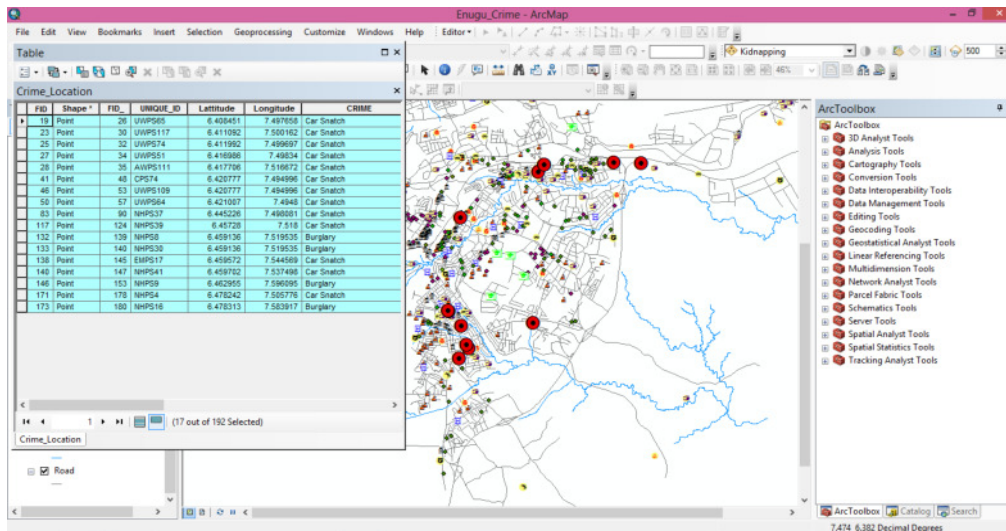 Enugu_Crime - ArcMap
File Edit View Bookmarks Insert Selection Geoprocessing Customize Windows Help Editor
Table
Kidnapping 500
46%
Crime_Location
FID Shape * FID_ UNIQUE_ID Lattitude Longitude CRIME
19 Point 26 UWPS65 6.408451 7.497658 Car Snatch
23 Point 30 UWPS117 6.411092 7.500162 Car Snatch
25 Point 32 UWPS74 6.411992 7.499697 Car Snatch
27 Point 34 UWPS51 6.416986 7.49834 Car Snatch
28 Point 35 AWPS111 6.417706 7.516672 Car Snatch
41 Point 48 CPS74 6.420777 7.494996 Car Snatch
46 Point 53 UWPS109 6.420777 7.494996 Car Snatch
50 Point 57 UWPS64 6.421087 7.4948 Car Snatch
83 Point 90 NHPS37 6.445226 7.498081 Car Snatch
117 Point 124 NHPS39 6.45728 7.518 Car Snatch
132 Point 139 NHPS8 6.459136 7.519535 Burglary
133 Point 140 NHPS30 6.459136 7.519535 Burglary
138 Point 145 EMPS17 6.459572 7.544569 Car Snatch
140 Point 147 NHPS41 6.459782 7.537498 Car Snatch
146 Point 153 NHPS9 6.462955 7.596095 Burglary
171 Point 178 NHPS4 6.478242 7.505776 Car Snatch
173 Point 180 NHPS16 6.478313 7.583917 Burglary
1
(17 out of 192 Selected)
Crime_Location
Road
ArcToolbox
ArcToolbox
3D Analyst Tools
Analysis Tools
Cartography Tools
Conversion Tools
Data Interoperability Tools
Data Management Tools
Editing Tools
Geocoding Tools
Geostatistical Analyst Tools
Linear Referencing Tools
Multidimension Tools
Network Analyst Tools
Parcel Fabric Tools
Schematics Tools
Server Tools
Spatial Analyst Tools
Spatial Statistics Tools
Tracking Analyst Tools
ArcToolbox Catalog Search
7.474 6.382 Decimal Degrees